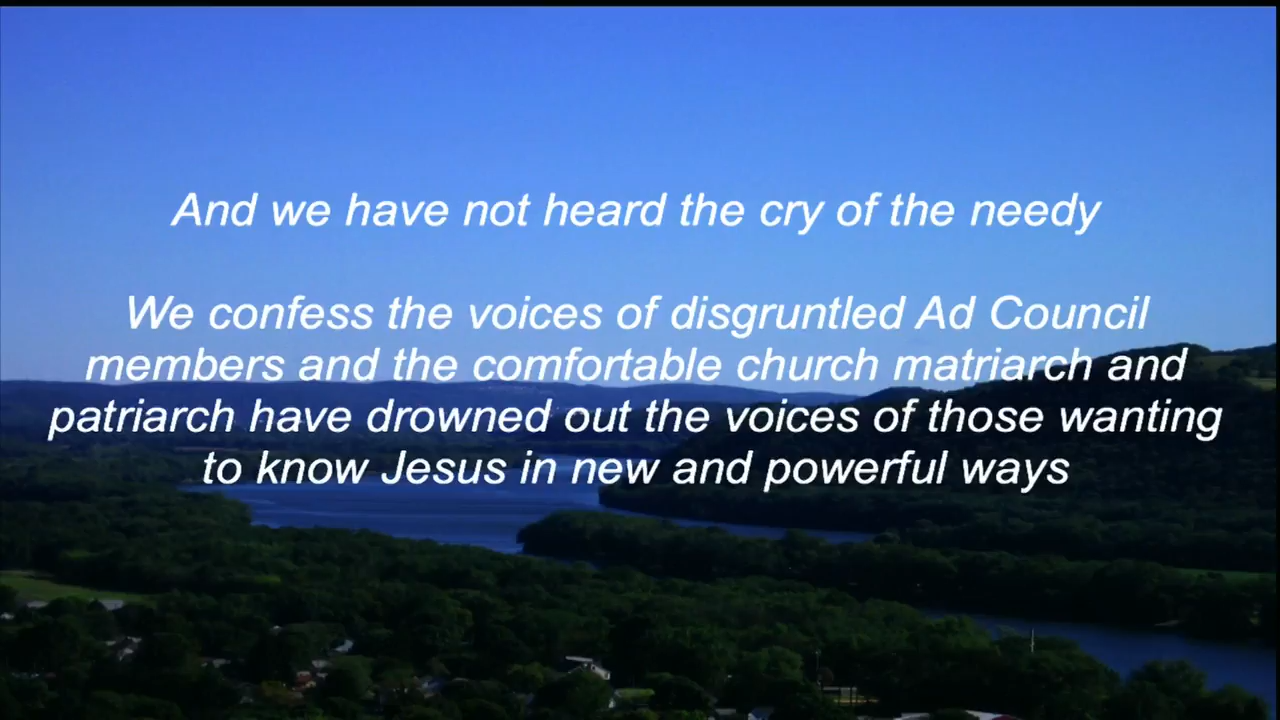 And we have not heard the cry of the needy
We confess the voices of disgruntled Ad Council
members and the comfortable church matriarch and
patriarch have drowned out the voices of those wanting
to know Jesus in new and powerful ways